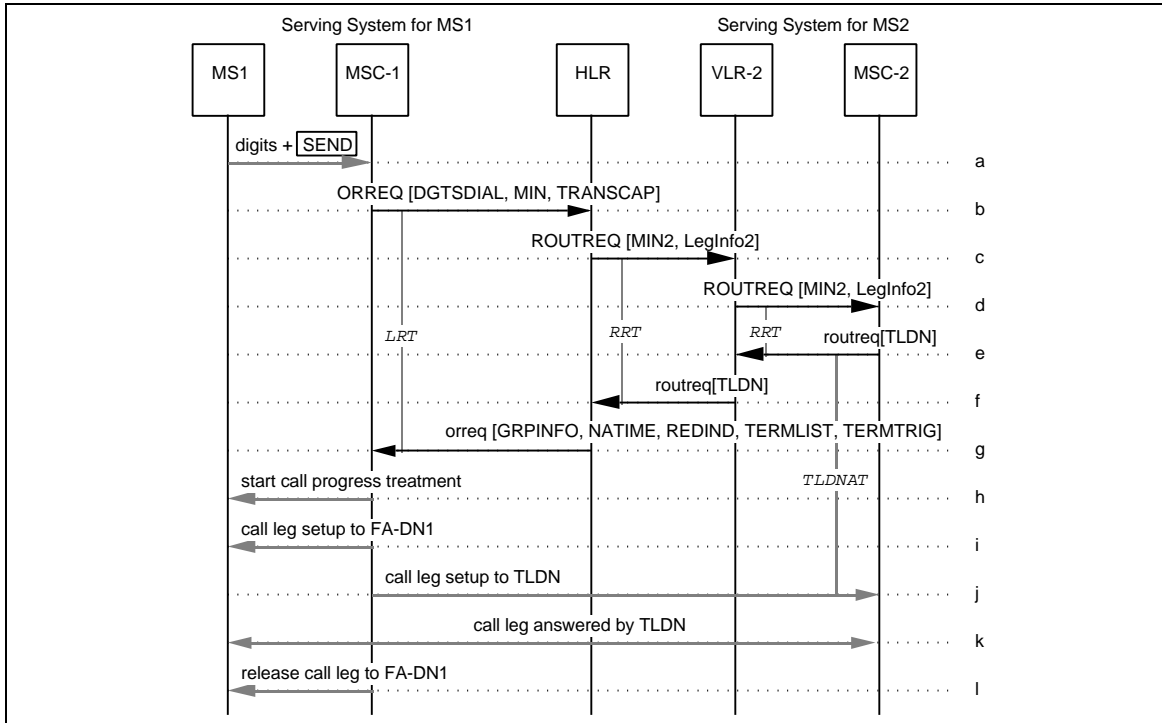 Serving System for MS1 Serving System for MS2
MS1 MSC-1 HLR VLR-2 MSC-2
digits + SEND
a
ORREQ [DGTSDIAL, MIN, TRANSCAP]
b
ROUTREQ [MIN2, LegInfo2]
c
ROUTREQ [MIN2, LegInfo2]
d
LRT RRT RRT
routreq[TLDN]
e
routreq[TLDN]
f
orreq [GRPINFO, NATIME, REDIND, TERMLIST, TERMTRIG]
g
TLDNAT
start call progress treatment
h
call leg setup to FA-DN1
i
call leg setup to TLDN
j
call leg answered by TLDN
k
release call leg to FA-DN1
l